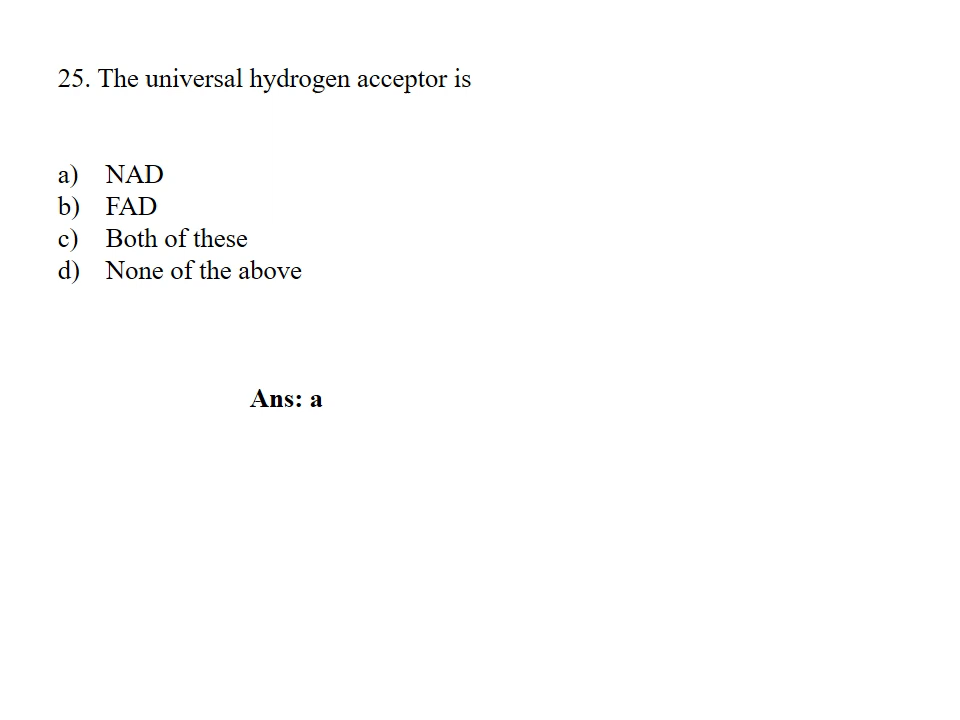 25. The universal hydrogen acceptor is
a) NAD
b) FAD
c) Both of these
d) None of the above
Ans: a